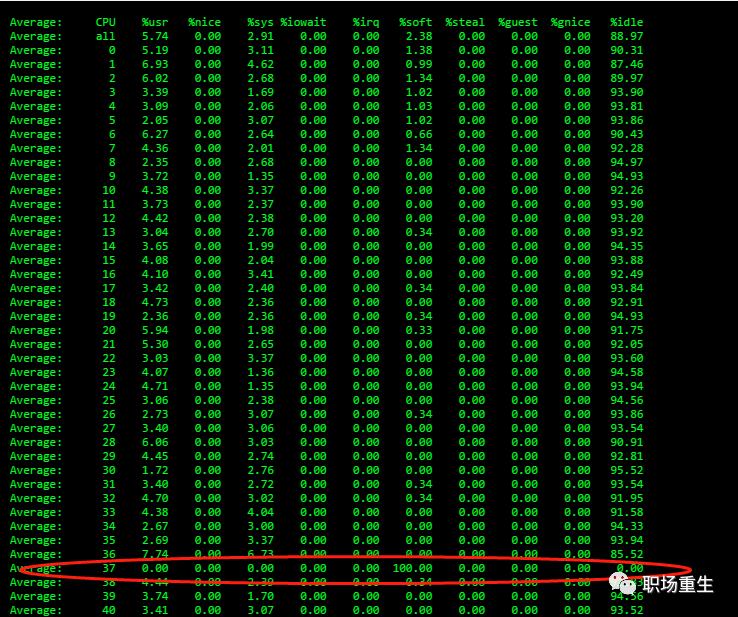 Average: CPU %usr %nice %sys %iowait %irq %soft %steal %guest %gnice %idle
Average: all 5.74 0.00 2.91 0.00 0.00 2.38 0.00 0.00 0.00 88.97
Average: 0 5.19 0.00 3.11 0.00 0.00 1.38 0.00 0.00 0.00 90.31
Average: 1 6.93 0.00 4.62 0.00 0.00 0.99 0.00 0.00 0.00 87.46
Average: 2 6.02 0.00 2.68 0.00 0.00 1.34 0.00 0.00 0.00 89.97
Average: 3 3.39 0.00 1.69 0.00 0.00 1.02 0.00 0.00 0.00 93.90
Average: 4 3.09 0.00 2.06 0.00 0.00 1.03 0.00 0.00 0.00 93.81
Average: 5 2.05 0.00 3.07 0.00 0.00 1.02 0.00 0.00 0.00 93.86
Average: 6 6.27 0.00 2.64 0.00 0.00 0.66 0.00 0.00 0.00 90.43
Average: 7 4.36 0.00 2.01 0.00 0.00 1.34 0.00 0.00 0.00 92.28
Average: 8 2.35 0.00 2.68 0.00 0.00 0.00 0.00 0.00 0.00 94.97
Average: 9 3.72 0.00 1.35 0.00 0.00 0.00 0.00 0.00 0.00 94.93
Average: 10 4.38 0.00 3.37 0.00 0.00 0.00 0.00 0.00 0.00 92.26
Average: 11 3.73 0.00 2.37 0.00 0.00 0.00 0.00 0.00 0.00 93.90
Average: 12 4.42 0.00 2.38 0.00 0.00 0.00 0.00 0.00 0.00 93.20
Average: 13 3.04 0.00 2.70 0.00 0.00 0.34 0.00 0.00 0.00 93.92
Average: 14 3.65 0.00 1.99 0.00 0.00 0.00 0.00 0.00 0.00 94.35
Average: 15 4.08 0.00 2.04 0.00 0.00 0.00 0.00 0.00 0.00 93.88
Average: 16 4.10 0.00 3.41 0.00 0.00 0.00 0.00 0.00 0.00 92.49
Average: 17 3.42 0.00 2.40 0.00 0.00 0.34 0.00 0.00 0.00 93.84
Average: 18 4.73 0.00 2.36 0.00 0.00 0.00 0.00 0.00 0.00 92.91
Average: 19 2.36 0.00 2.36 0.00 0.00 0.34 0.00 0.00 0.00 94.93
Average: 20 5.94 0.00 1.98 0.00 0.00 0.33 0.00 0.00 0.00 91.75
Average: 21 5.30 0.00 2.65 0.00 0.00 0.00 0.00 0.00 0.00 92.05
Average: 22 3.03 0.00 3.37 0.00 0.00 0.00 0.00 0.00 0.00 93.60
Average: 23 4.07 0.00 1.36 0.00 0.00 0.00 0.00 0.00 0.00 94.58
Average: 24 4.71 0.00 1.35 0.00 0.00 0.00 0.00 0.00 0.00 93.94
Average: 25 3.06 0.00 2.38 0.00 0.00 0.00 0.00 0.00 0.00 94.56
Average: 26 2.73 0.00 3.07 0.00 0.00 0.34 0.00 0.00 0.00 93.86
Average: 27 3.40 0.00 3.06 0.00 0.00 0.00 0.00 0.00 0.00 93.54
Average: 28 6.06 0.00 3.03 0.00 0.00 0.00 0.00 0.00 0.00 90.91
Average: 29 4.45 0.00 2.74 0.00 0.00 0.00 0.00 0.00 0.00 92.81
Average: 30 1.72 0.00 2.76 0.00 0.00 0.00 0.00 0.00 0.00 95.52
Average: 31 3.40 0.00 2.72 0.00 0.00 0.34 0.00 0.00 0.00 93.54
Average: 32 4.70 0.00 3.02 0.00 0.00 0.34 0.00 0.00 0.00 91.95
Average: 33 4.38 0.00 4.04 0.00 0.00 0.00 0.00 0.00 0.00 91.58
Average: 34 2.67 0.00 3.00 0.00 0.00 0.00 0.00 0.00 0.00 94.33
Average: 35 2.69 0.00 3.37 0.00 0.00 0.00 0.00 0.00 0.00 93.94
Average: 36 7.74 0.00 6.73 0.00 0.00 0.00 0.00 0.00 0.00 85.52
Average: 37 0.00 0.00 0.00 0.00 0.00 100.00 0.00 0.00 0.00 0.00
Average: 38 4.44 0.00 2.39 0.00 0.00 0.34 0.00 0.00 0.00
Average: 39 3.74 0.00 1.70 0.00 0.00 0.00 0.00 0.00 0.00 94.56
职场重生
Average: 40 3.41 0.00 3.07 0.00 0.00 0.00 0.00 0.00 0.00 93.52